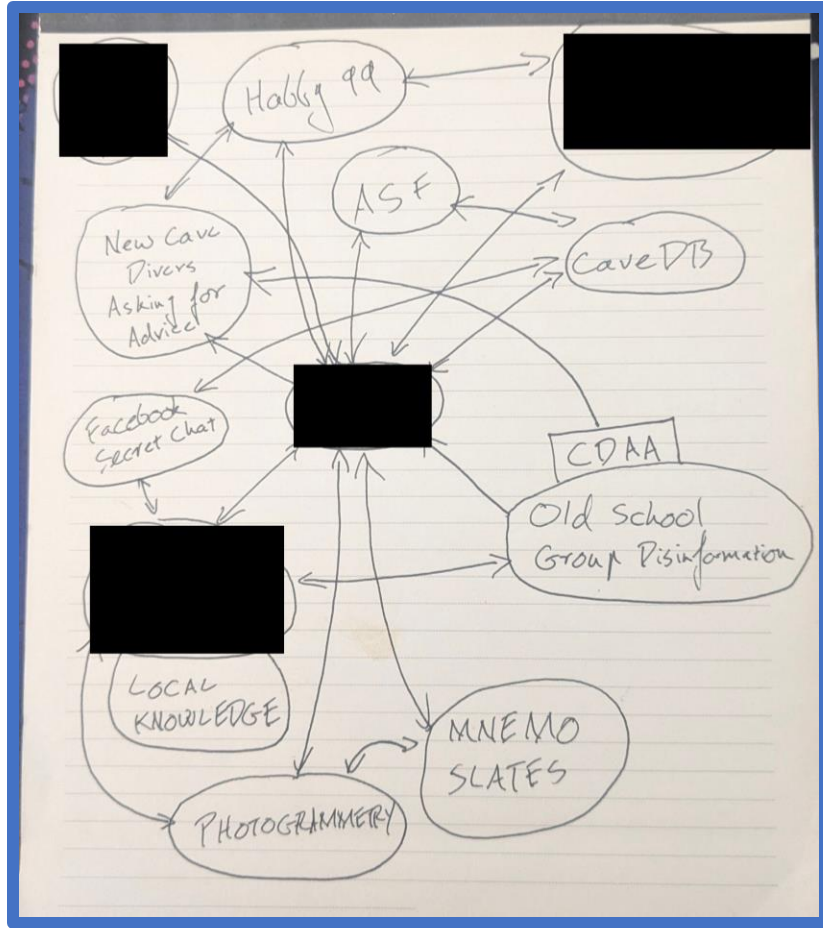 Habby 99
ASF
New Cave
Divers
Asking for
Advice
CaveDB
Facebook
Secret Chat
CDAA
Old School
Group Disinformation
LOCAL
KNOWLEDGE
MNEMO
SLATES
PHOTOGRAMMETRY